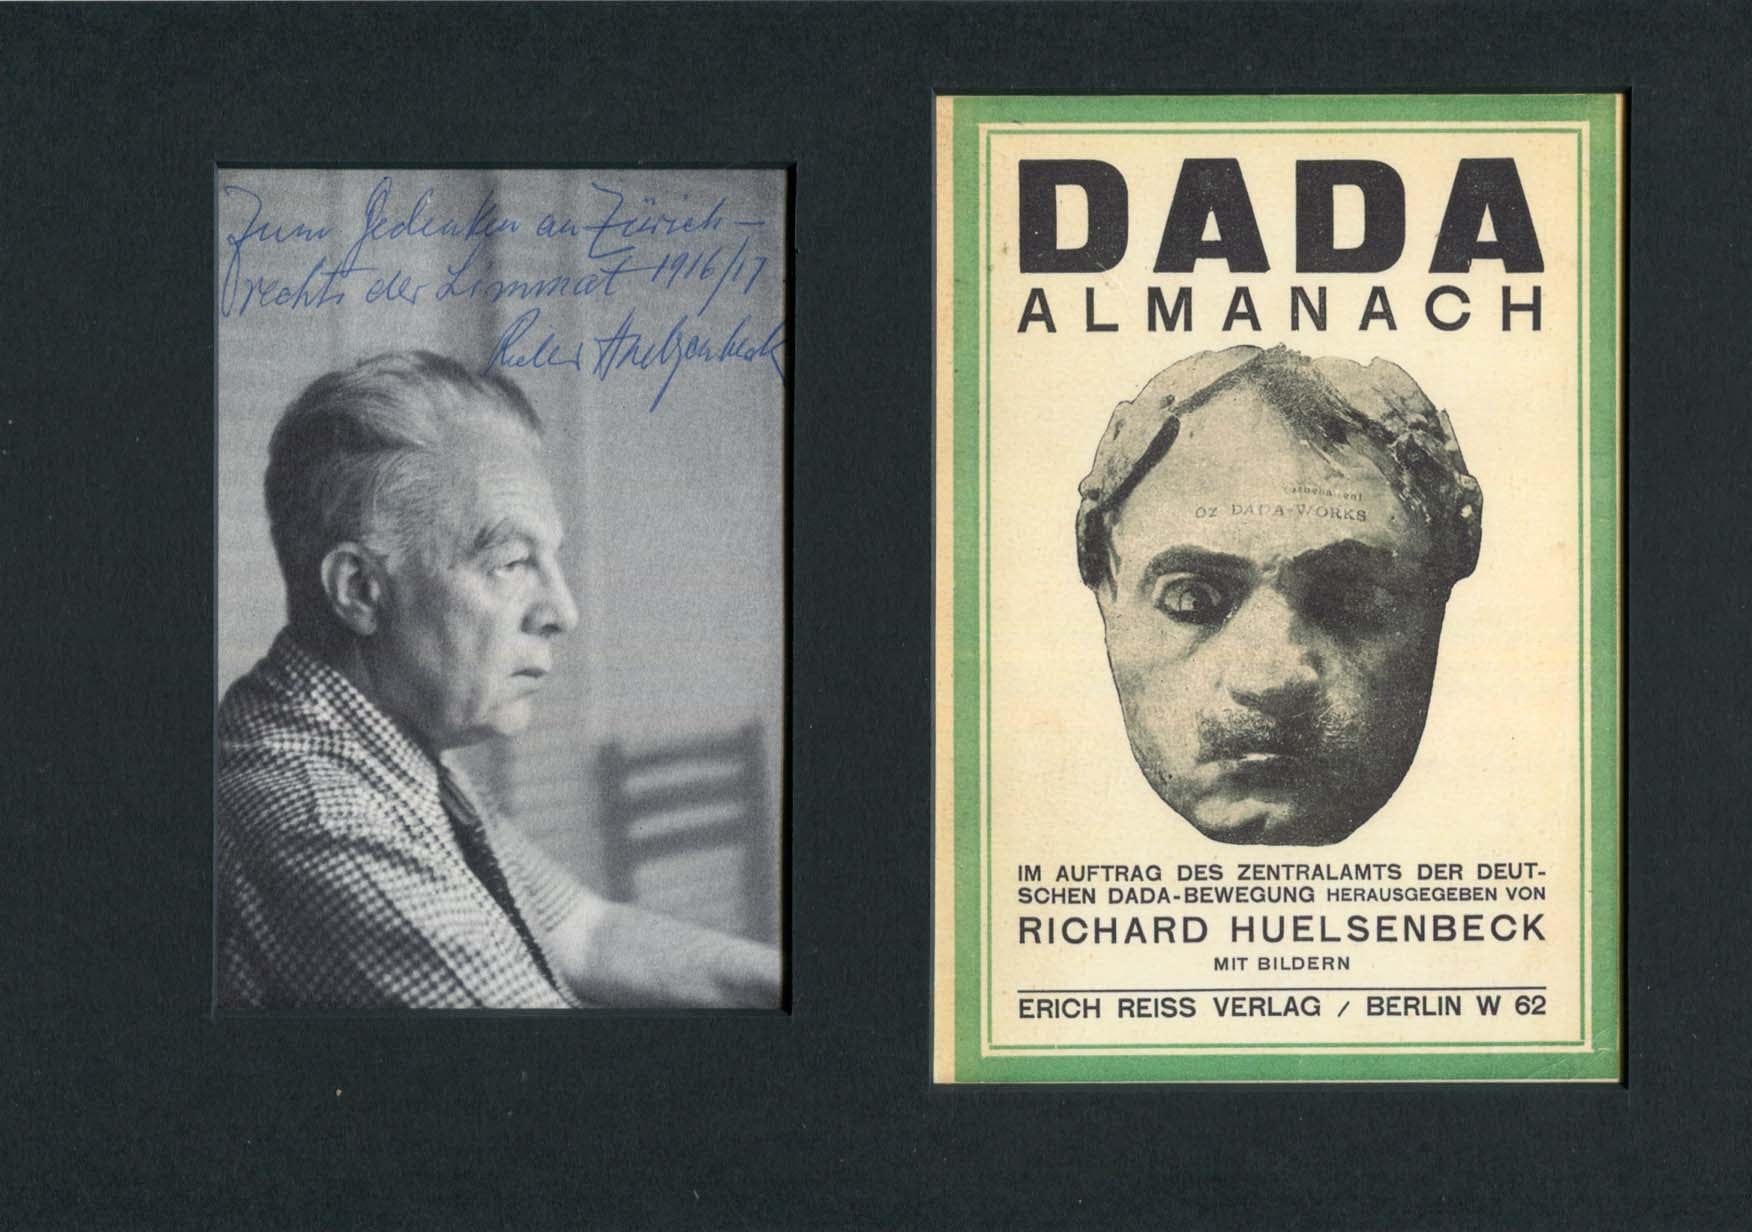 Zum Gedenken an Zürich –
rechts der Limmat 1916/17
Huelsenbeck
DADA
ALMANACH
OZ DADA-WORKS
IM AUFTRAG DES ZENTRALAMTS DER DEUT-
SCHEN DADA-BEWEGUNG HERAUSGEGEBEN VON
RICHARD HUELSENBECK
MIT BILDERN
ERICH REISS VERLAG / BERLIN W 62